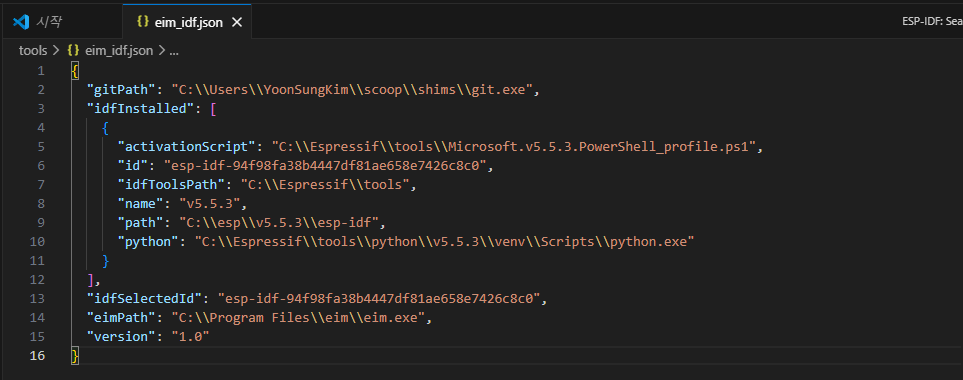 시작
{} eim_idf.json ×
ESP-IDF: Sea
tools > {} eim_idf.json > ...
1 {
2 "gitPath": "C:\\Users\\YoonSungKim\\scoop\\shims\\git.exe",
3 "idfInstalled": [
4 {
5 "activationScript": "C:\\Espressif\\tools\\Microsoft.v5.5.3.PowerShell_profile.ps1",
6 "id": "esp-idf-94f98fa38b4447df81ae658e7426c8c0",
7 "idfToolsPath": "C:\\Espressif\\tools",
8 "name": "v5.5.3",
9 "path": "C:\\esp\\v5.5.3\\esp-idf",
10 "python": "C:\\Espressif\\tools\\python\\v5.5.3\\venv\\Scripts\\python.exe"
11 }
12 ],
13 "idfSelectedId": "esp-idf-94f98fa38b4447df81ae658e7426c8c0",
14 "eimPath": "C:\\Program Files\\eim\\eim.exe",
15 "version": "1.0"
16 }